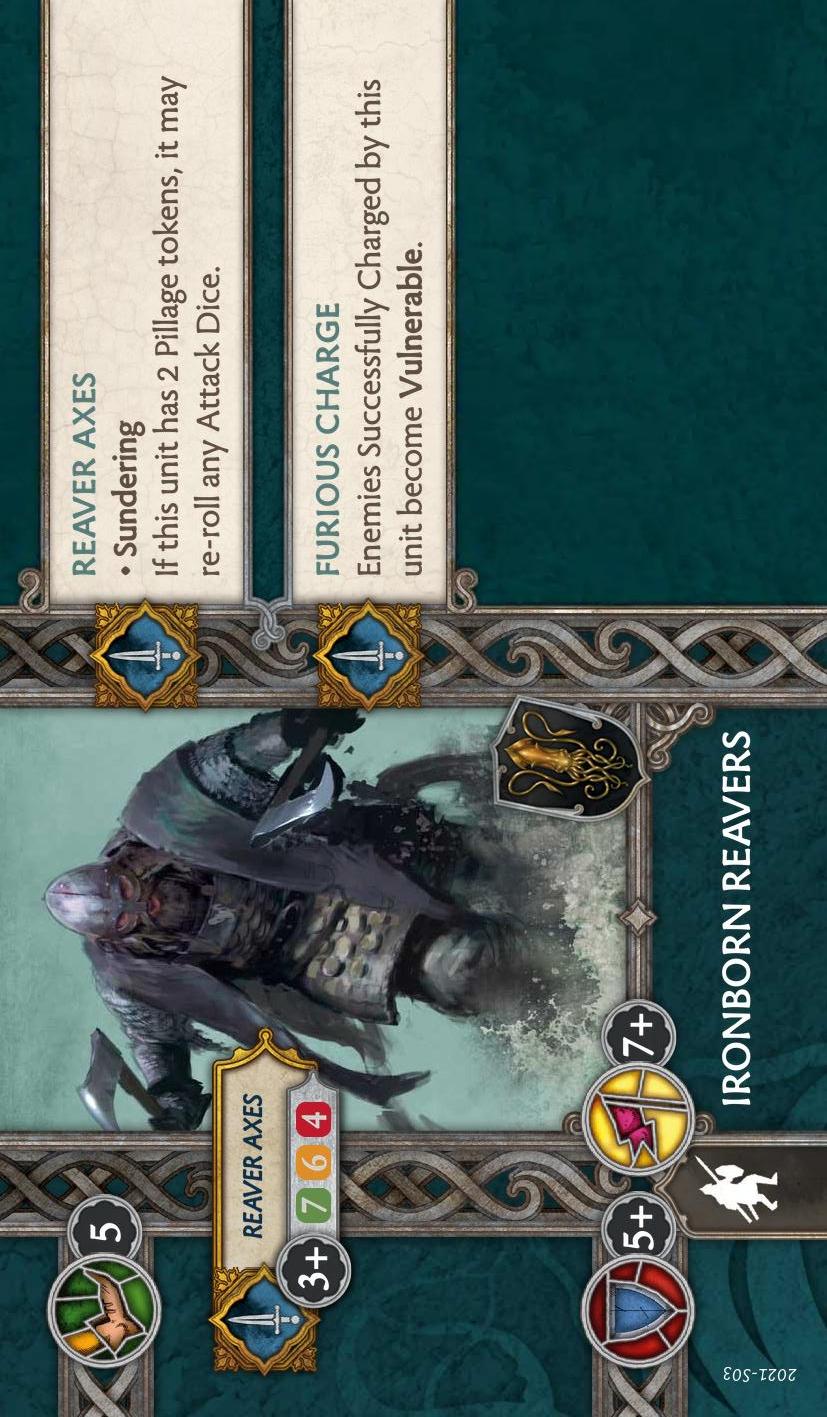 5
REAVER AXES
3+
7 6 4
5+
7+
IRONBORN REAVERS
2021-S03
REAVER AXES
• Sundering
If this unit has 2 Pillage tokens, it may
re-roll any Attack Dice.
FURIOUS CHARGE
Enemies Successfully Charged by this
unit become Vulnerable.